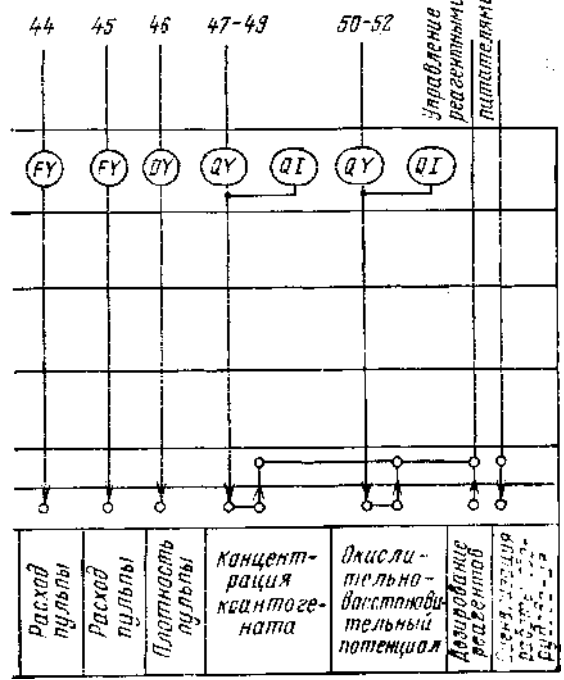 44
45
46
47-49
50-52
Управление
реагентными
питателями
FY
FY
DY
QY
QI
QY
QI
Расход
пульпы
Расход
пульпы
Плотность
пульпы
Концент-
рация
ксантоге-
ната
Окисли-
тельно-
восстанови-
тельный
потенциал
Дозирование
реагентов